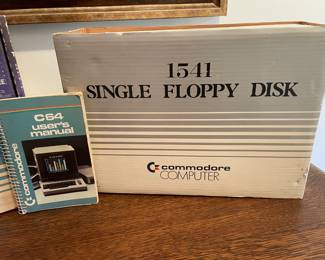 C64
user's
manual
commodore
1541
SINGLE FLOPPY DISK
commodore
COMPUTER